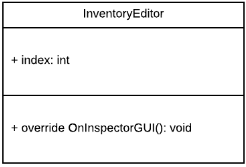 InventoryEditor
+ index: int
+ override OnInspectorGUI(): void